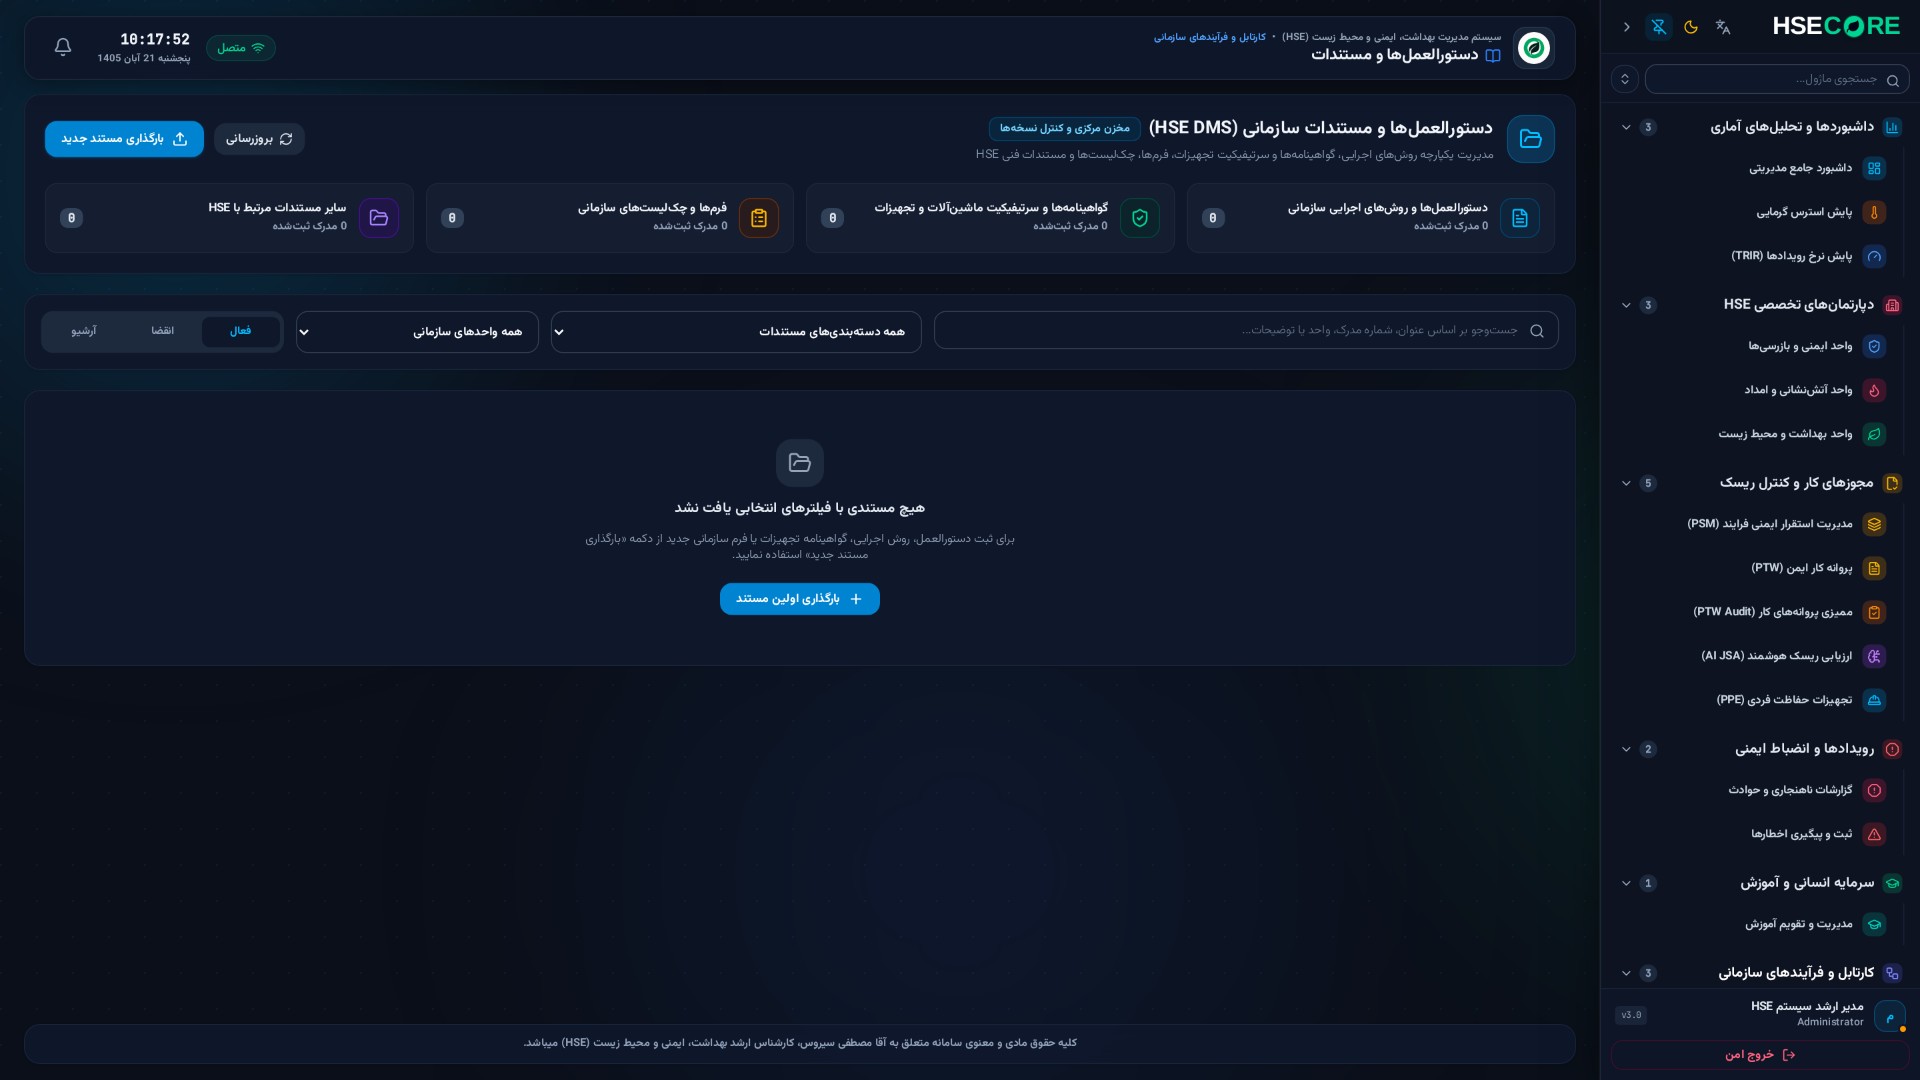 HSECORE
جستجوی ماژول...
داشبوردها و تحلیل‌های آماری 3
داشبورد جامع مدیریتی
پایش استرس گرمایی
پایش نرخ رویدادها (TRIR)
دپارتمان‌های تخصصی HSE 3
واحد ایمنی و بازرسی‌ها
واحد آتش‌نشانی و امداد
واحد بهداشت و محیط زیست
مجوزهای کار و کنترل ریسک 5
مدیریت استقرار ایمنی فرایند (PSM)
پروانه کار ایمن (PTW)
ممیزی پروانه‌های کار (PTW Audit)
ارزیابی ریسک هوشمند (AI JSA)
تجهیزات حفاظت فردی (PPE)
رویدادها و انضباط ایمنی 2
گزارشات ناهنجاری و حوادث
ثبت و پیگیری اخطارها
سرمایه انسانی و آموزش 1
مدیریت و تقویم آموزش
کارتابل و فرآیندهای سازمانی 3
م
مدیر ارشد سیستم HSE
Administrator
v3.0
خروج امن
سیستم مدیریت بهداشت، ایمنی و محیط زیست (HSE) • کارتابل و فرآیندهای سازمانی
دستورالعمل‌ها و مستندات
متصل
10:17:52
پنجشنبه 21 آبان 1405
دستورالعمل‌ها و مستندات سازمانی (HSE DMS) مخزن مرکزی و کنترل نسخه‌ها
مدیریت یکپارچه روش‌های اجرایی، گواهینامه‌ها و سرتیفیکیت تجهیزات، فرم‌ها، چک‌لیست‌ها و مستندات فنی HSE
بروزرسانی
بارگذاری مستند جدید
دستورالعمل‌ها و روش‌های اجرایی سازمانی
0 مدرک ثبت‌شده
0
گواهینامه‌ها و سرتیفیکیت ماشین‌آلات و تجهیزات
0 مدرک ثبت‌شده
0
فرم‌ها و چک‌لیست‌های سازمانی
0 مدرک ثبت‌شده
0
سایر مستندات مرتبط با HSE
0 مدرک ثبت‌شده
0
جست‌وجو بر اساس عنوان، شماره مدرک، واحد یا توضیحات...
همه دسته‌بندی‌های مستندات
همه واحدهای سازمانی
فعال
انقضا
آرشیو
هیچ مستندی با فیلترهای انتخابی یافت نشد
برای ثبت دستورالعمل، روش اجرایی، گواهینامه تجهیزات یا فرم سازمانی جدید از دکمه «بارگذاری
مستند جدید» استفاده نمایید.
بارگذاری اولین مستند
کلیه حقوق مادی و معنوی سامانه متعلق به آقا مصطفی سیروس، کارشناس ارشد بهداشت، ایمنی و محیط زیست (HSE) میباشد.